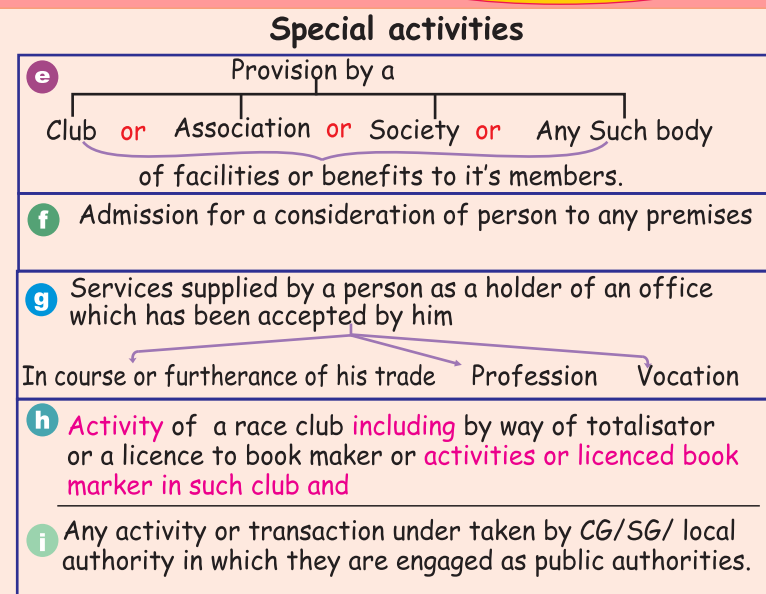 Special activities
e
Provision by a
Club or Association or Society or Any Such body
of facilities or benefits to it's members.
f Admission for a consideration of person to any premises
g Services supplied by a person as a holder of an office
which has been accepted by him
In course or furtherance of his trade Profession Vocation
h Activity of a race club including by way of totalisator
or a licence to book maker or activities or licenced book
marker in such club and
i Any activity or transaction under taken by CG/SG/ local
authority in which they are engaged as public authorities.